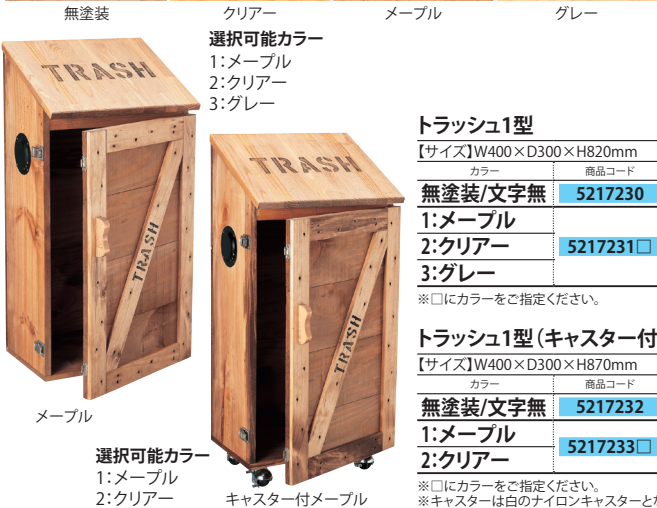 無塗装
クリアー
メープル
グレー
選択可能カラー
1:メープル
2:クリアー
3:グレー
TRASH
TRASH
メープル
TRASH
TRASH
キャスター付メープル
選択可能カラー
1:メープル
2:クリアー
トラッシュ1型
【サイズ】W400×D300×H820mm
カラー 商品コード
無塗装/文字無 5217230
1:メープル
2:クリアー 5217231□
3:グレー
※□にカラーをご指定ください。
トラッシュ1型(キャスター付
【サイズ】W400×D300×H870mm
カラー 商品コード
無塗装/文字無 5217232
1:メープル
2:クリアー 5217233□
※□にカラーをご指定ください。
※キャスターは白のナイロンキャスターとな